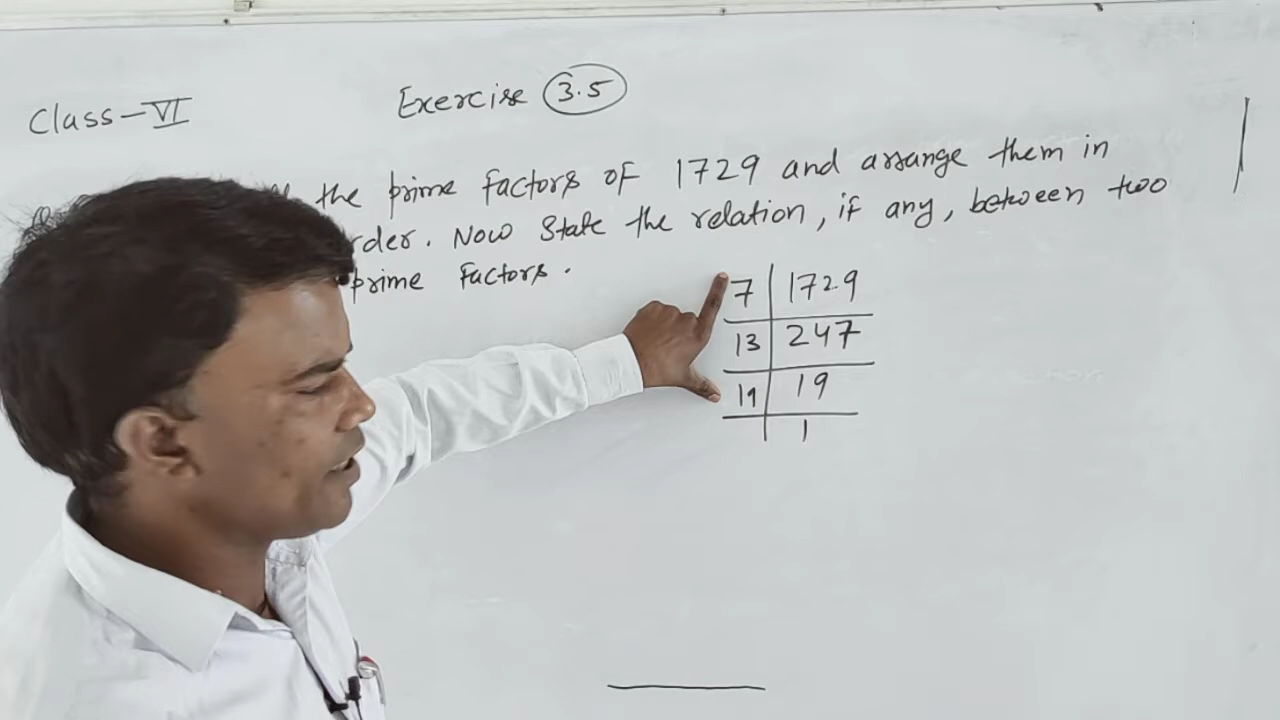 Class-VI
Exercise 3.5
the prime factors of 1729 and arrange them in
rder. Now State the relation, if any, between two
prime factors.
7 | 1729
13 | 247
19 | 19
1